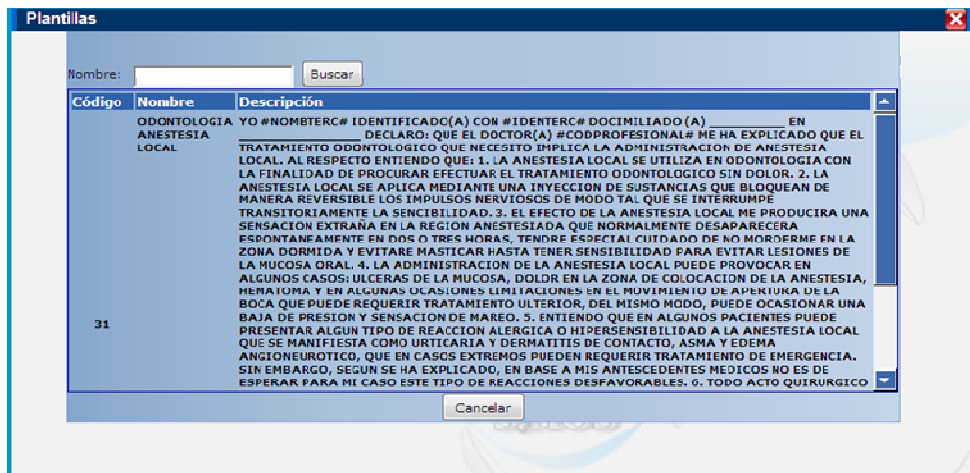 Plantillas
Nombre:
Buscar
Código Nombre Descripción
ODONTOLOGIA ANESTESIA LOCAL
YO #NOMBTERC# IDENTIFICADO(A) CON #IDENTERC# DOCIMILIADO(A) __________ EN
________________ DECLARO: QUE EL DOCTOR(A) #CODPROFESIONAL# ME HA EXPLICADO QUE EL
TRATAMIENTO ODONTOLOGICO QUE NECESITO IMPLICA LA ADMINISTRACION DE ANESTESIA
LOCAL. AL RESPECTO ENTIENDO QUE: 1. LA ANESTESIA LOCAL SE UTILIZA EN ODONTOLOGIA CON
LA FINALIDAD DE PROCURAR EFECTUAR EL TRATAMIENTO ODONTOLOGICO SIN DOLOR. 2. LA
ANESTESIA LOCAL SE APLICA MEDIANTE UNA INYECCION DE SUSTANCIAS QUE BLOQUEAN DE
MANERA REVERSIBLE LOS IMPULSOS NERVIOSOS DE MODO TAL QUE SE INTERRUMPE
TRANSITORIAMENTE LA SENCIBILIDAD. 3. EL EFECTO DE LA ANESTESIA LOCAL ME PRODUCIRA UNA
SENSACION EXTRAÑA EN LA REGION ANESTESIADA QUE NORMALMENTE DESAPARECERA
ESPONTANEAMENTE EN DOS O TRES HORAS, TENDRE ESPECIAL CUIDADO DE NO MORDERME EN LA
ZONA DORMIDA Y EVITARE MASTICAR HASTA TENER SENSIBILIDAD PARA EVITAR LESIONES DE
LA MUCOSA ORAL. 4. LA ADMINISTRACION DE LA ANESTESIA LOCAL PUEDE PROVOCAR EN
ALGUNOS CASOS: ULCERAS DE LA MUCOSA, DOLOR EN LA ZONA DE COLOCACION DE LA ANESTESIA,
HEMATOMA Y EN ALGUNAS OCASIONES LIMITACIONES EN EL MOVIMIENTO DE APERTURA DE LA
BOCA QUE PUEDE REQUERIR TRATAMIENTO ULTERIOR, DEL MISMO MODO, PUEDE OCASIONAR UNA
BAJA DE PRESION Y SENSACION DE MAREO. 5. ENTIENDO QUE EN ALGUNOS PACIENTES PUEDE
31
PRESENTAR ALGUN TIPO DE REACCION ALERGICA O HIPERSENSIBILIDAD A LA ANESTESIA LOCAL
QUE SE MANIFIESTA COMO URTICARIA Y DERMATITIS DE CONTACTO, ASMA Y EDEMA
ANGIONEUROTICO, QUE EN CASOS EXTREMOS PUEDEN REQUERIR TRATAMIENTO DE EMERGENCIA.
SIN EMBARGO, SEGUN SE HA EXPLICADO, EN BASE A MIS ANTESCEDENTES MEDICOS NO ES DE
ESPERAR PARA MI CASO ESTE TIPO DE REACCIONES DESFAVORABLES. 6. TODO ACTO QUIRURGICO
Cancelar